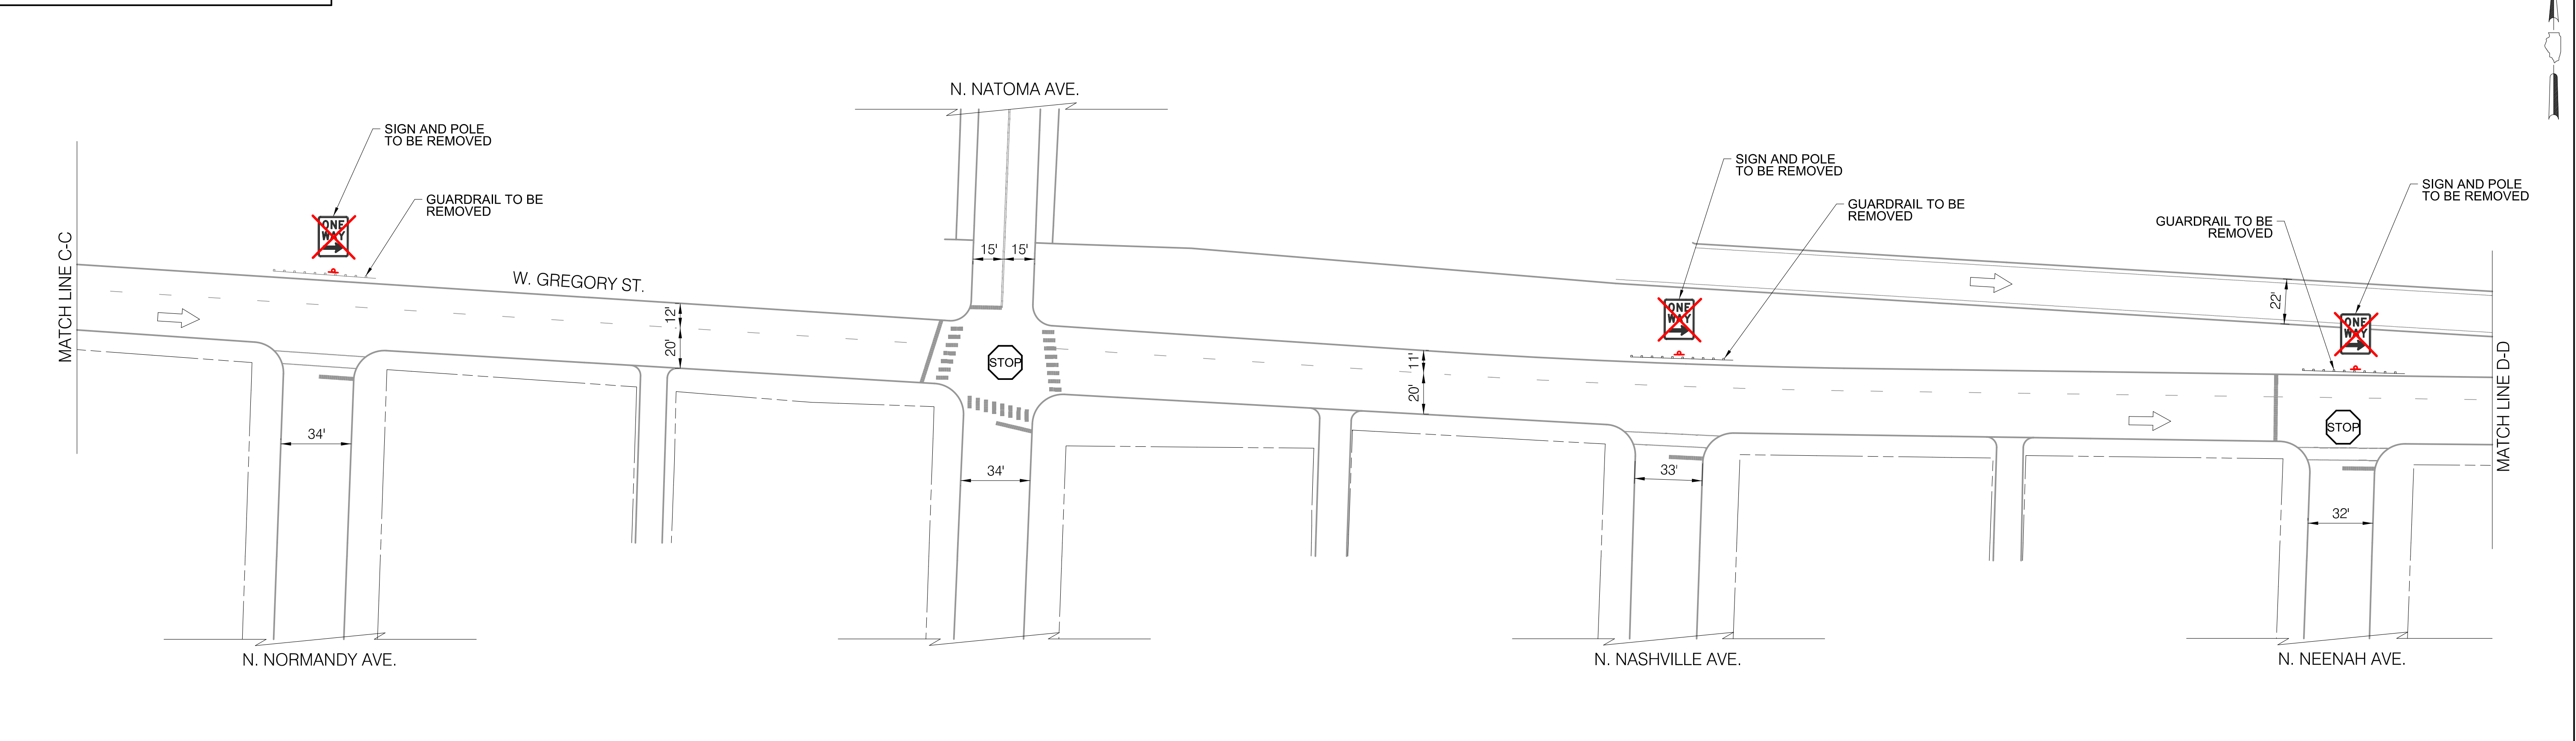 N. NATOMA AVE.
SIGN AND POLE
TO BE REMOVED
SIGN AND POLE
TO BE REMOVED
SIGN AND POLE
TO BE REMOVED
GUARDRAIL TO BE
REMOVED
GUARDRAIL TO BE
REMOVED
GUARDRAIL TO BE
REMOVED
ONE
WAY
ONE
WAY
ONE
WAY
MATCH LINE C-C
W. GREGORY ST.
15'
15'
12'
20'
22'
STOP
11'
20'
STOP
MATCH LINE D-D
34'
34'
33'
32'
N. NORMANDY AVE.
N. NASHVILLE AVE.
N. NEENAH AVE.